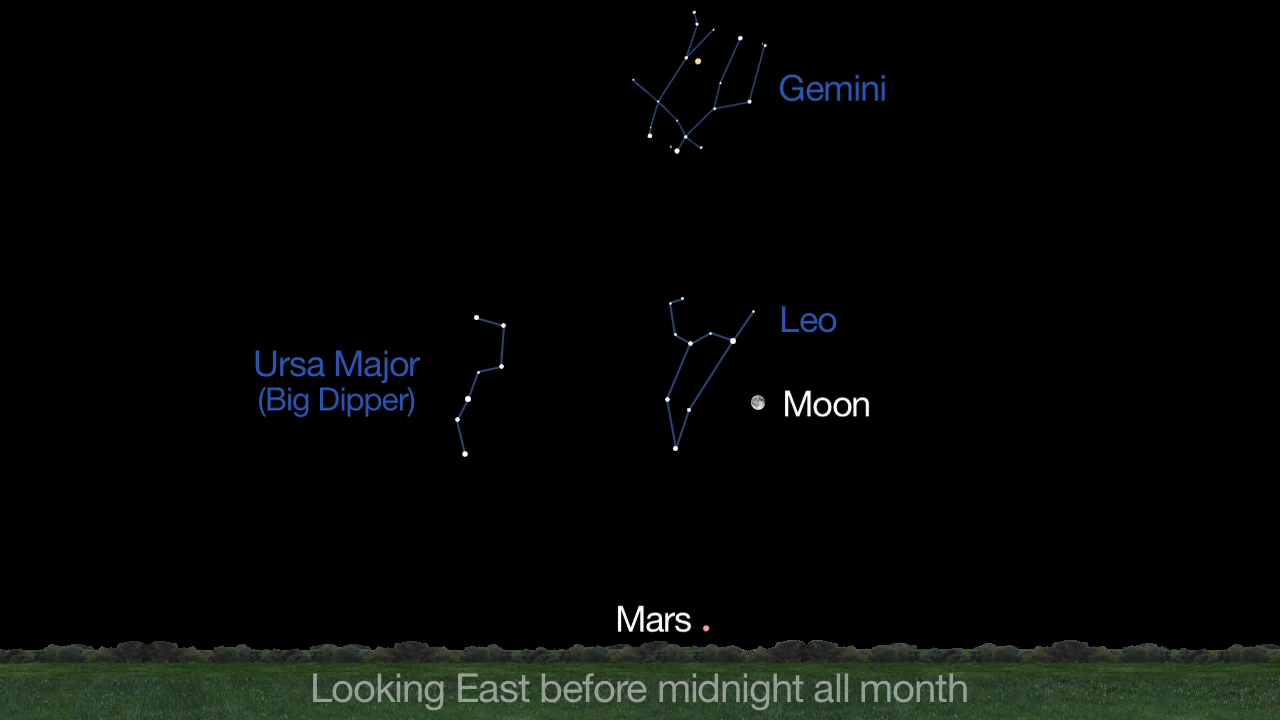 Gemini
Leo
Ursa Major
(Big Dipper)
Moon
Mars
Looking East before midnight all month